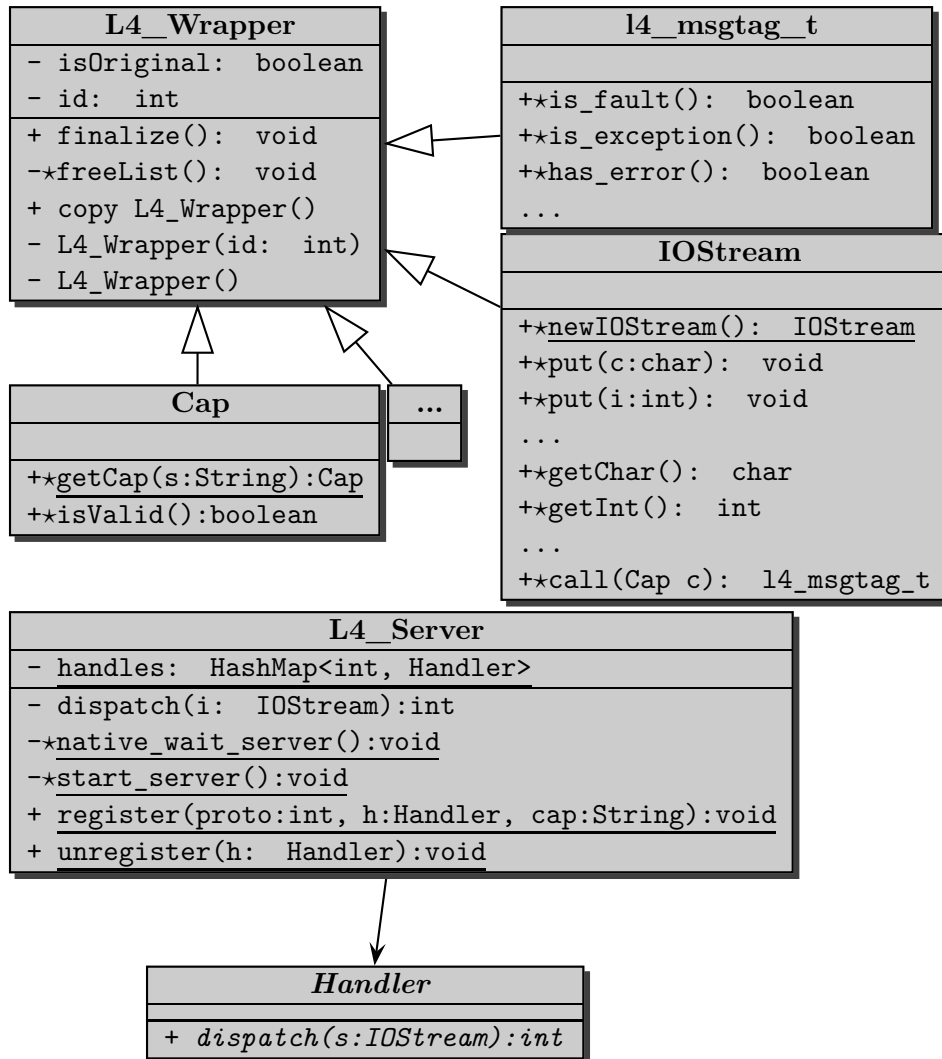 L4_Wrapper
- isOriginal: boolean
- id: int
+ finalize(): void
-⋆freeList(): void
+ copy L4_Wrapper()
- L4_Wrapper(id: int)
- L4_Wrapper()
l4_msgtag_t
+⋆is_fault(): boolean
+⋆is_exception(): boolean
+⋆has_error(): boolean
...
IOStream
+⋆newIOStream(): IOStream
+⋆put(c:char): void
+⋆put(i:int): void
...
+⋆getChar(): char
+⋆getInt(): int
...
+⋆call(Cap c): l4_msgtag_t
Cap
+⋆getCap(s:String):Cap
+⋆isValid():boolean
...
L4_Server
- handles: HashMap<int, Handler>
- dispatch(i: IOStream):int
-⋆native_wait_server():void
-⋆start_server():void
+ register(proto:int, h:Handler, cap:String):void
+ unregister(h: Handler):void
Handler
+ dispatch(s:IOStream):int